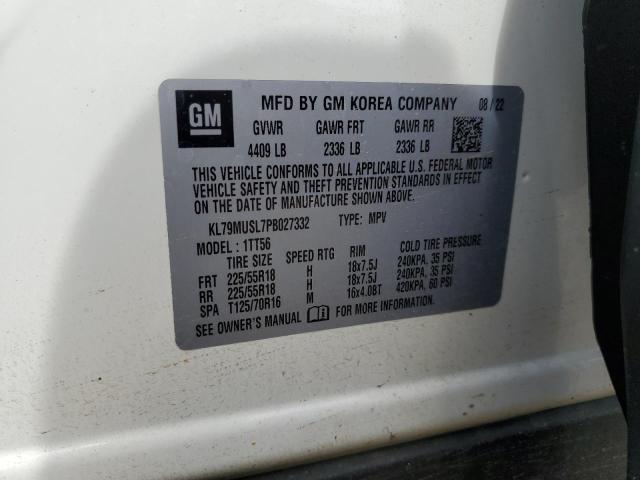 GM
MFD BY GM KOREA COMPANY 08 / 22
GVWR GAWR FRT GAWR RR
4409 LB 2336 LB 2336 LB
THIS VEHICLE CONFORMS TO ALL APPLICABLE U.S. FEDERAL MOTOR
VEHICLE SAFETY AND THEFT PREVENTION STANDARDS IN EFFECT ON
THE DATE OF MANUFACTURE SHOWN ABOVE.
KL79MUSL7PB027332 TYPE: MPV
MODEL : 1TT56
TIRE SIZE SPEED RTG RIM COLD TIRE PRESSURE
FRT 225/55R18 H 18x7.5J 240KPA, 35 PSI
RR 225/55R18 H 18x7.5J 240KPA, 35 PSI
SPA T125/70R16 M 16x4.08T 420KPA, 60 PSI
SEE OWNER'S MANUAL FOR MORE INFORMATION.